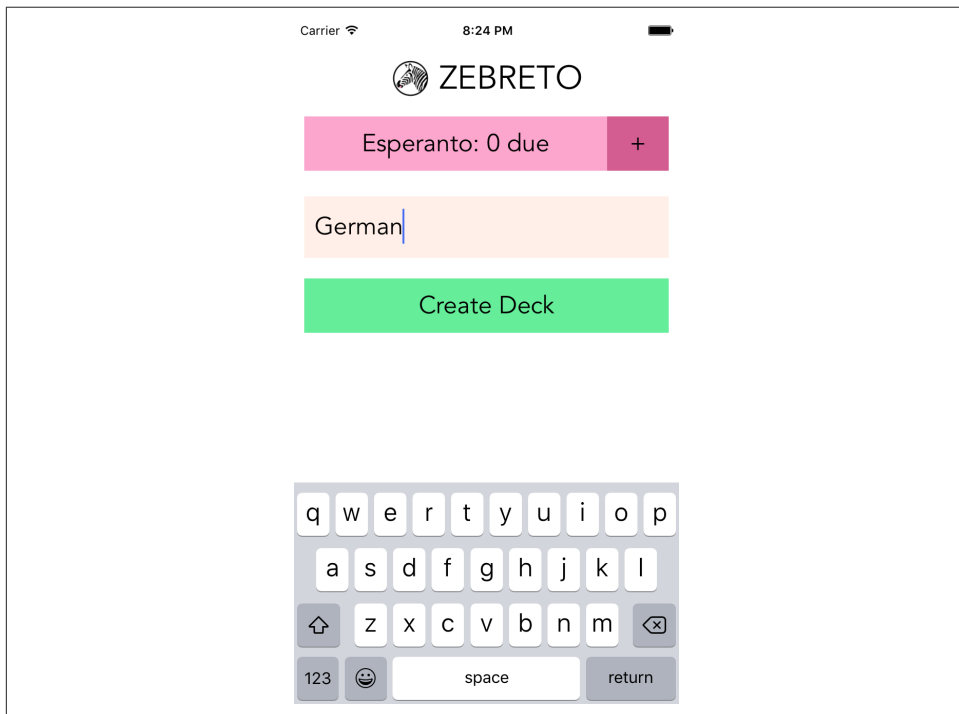 Carrier 8:24 PM
ZEBRETO
Esperanto: 0 due +
German
Create Deck
q w e r t y u i o p
a s d f g h j k l
z x c v b n m
123 space return